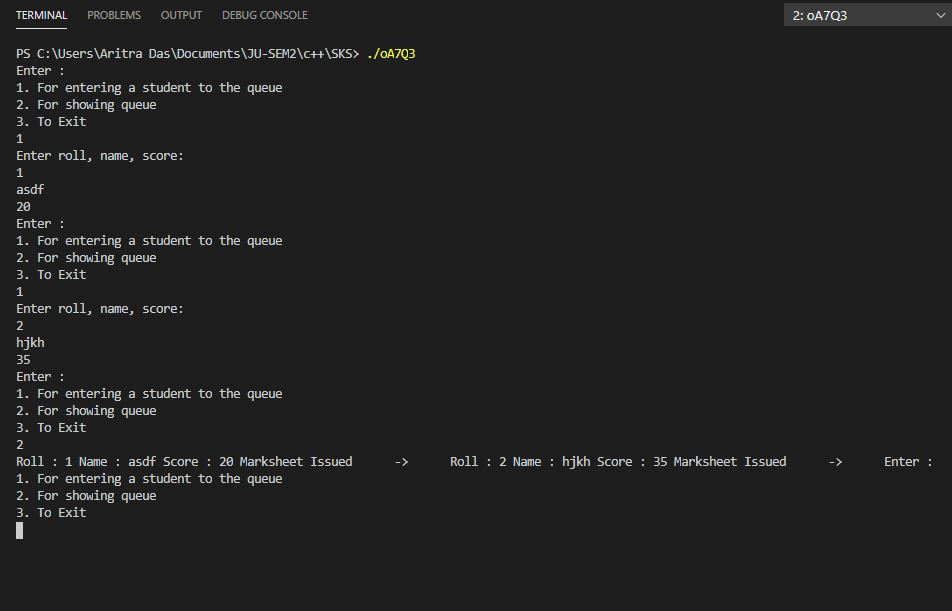 TERMINAL PROBLEMS OUTPUT DEBUG CONSOLE 2: oA7Q3
PS C:\Users\Aritra Das\Documents\JU-SEM2\c++\SKS> ./oA7Q3
Enter :
1. For entering a student to the queue
2. For showing queue
3. To Exit
1
Enter roll, name, score:
1
asdf
20
Enter :
1. For entering a student to the queue
2. For showing queue
3. To Exit
1
Enter roll, name, score:
2
hjkh
35
Enter :
1. For entering a student to the queue
2. For showing queue
3. To Exit
2
Roll : 1 Name : asdf Score : 20 Marksheet Issued      ->      Roll : 2 Name : hjkh Score : 35 Marksheet Issued      ->      Enter :
1. For entering a student to the queue
2. For showing queue
3. To Exit